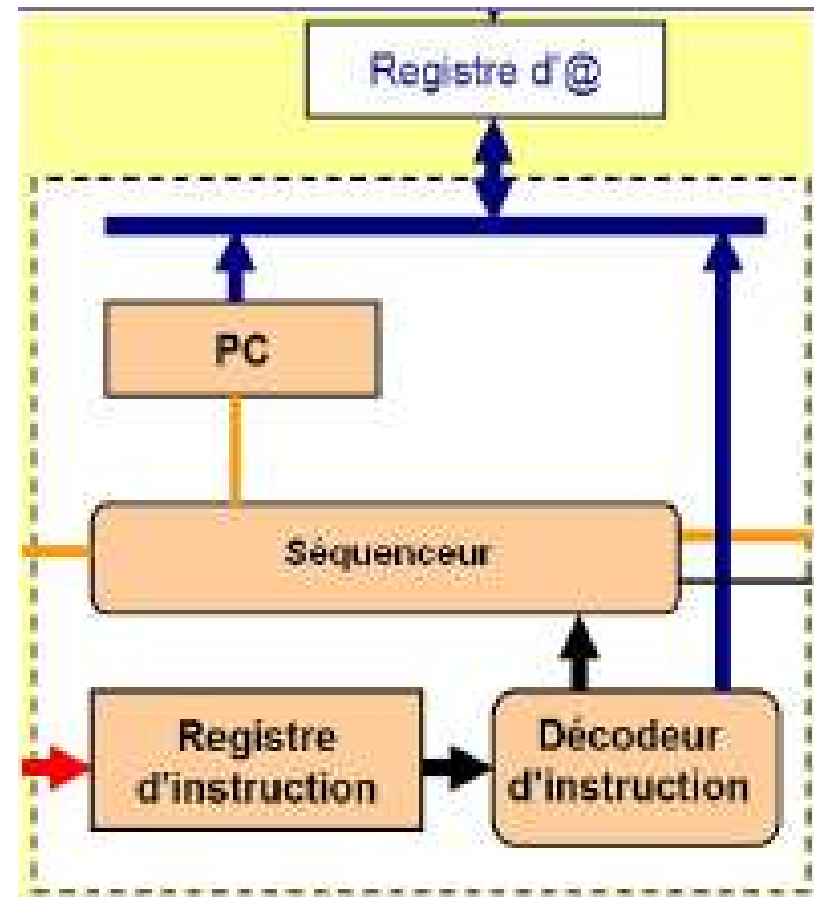 Registre d'@
PC
Séquenceur
Registre
d'instruction
Décodeur
d'instruction